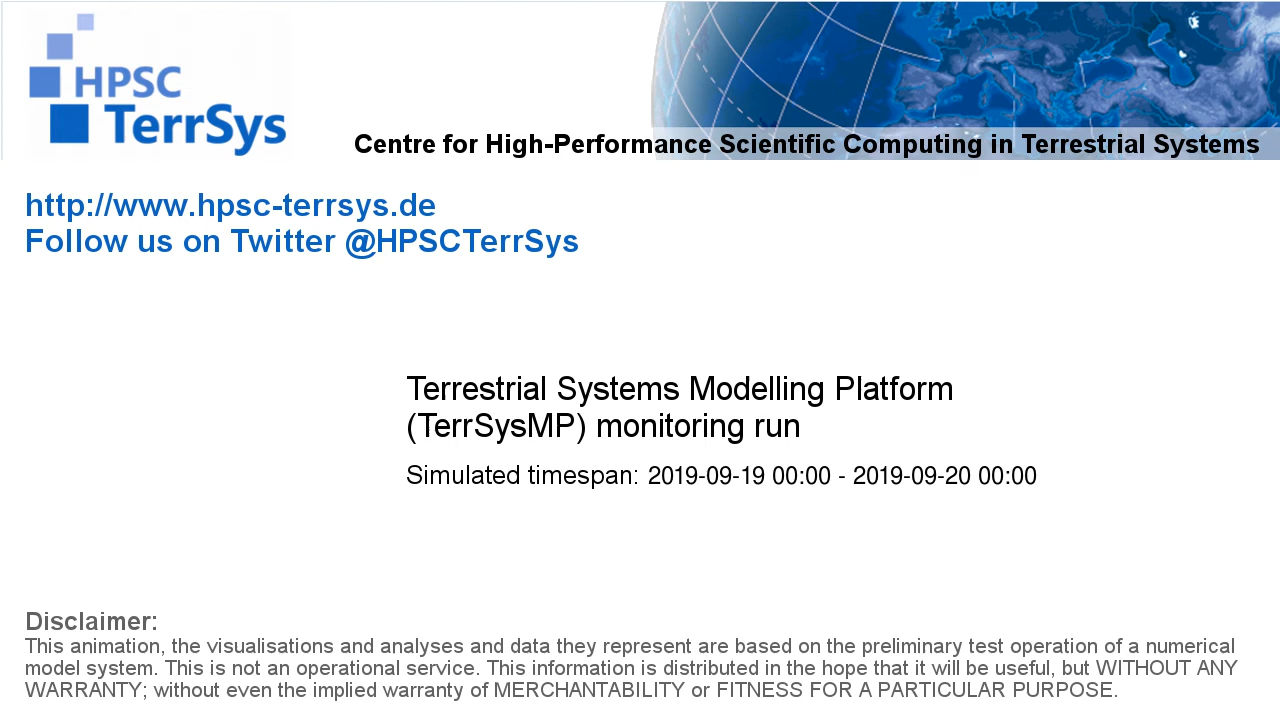 HPSC
TerrSys
Centre for High-Performance Scientific Computing in Terrestrial Systems
http://www.hpsc-terrsys.de
Follow us on Twitter @HPSCTerrSys
Terrestrial Systems Modelling Platform
(TerrSysMP) monitoring run
Simulated timespan: 2019-09-19 00:00 - 2019-09-20 00:00
Disclaimer:
This animation, the visualisations and analyses and data they represent are based on the preliminary test operation of a numerical
model system. This is not an operational service. This information is distributed in the hope that it will be useful, but WITHOUT ANY
WARRANTY; without even the implied warranty of MERCHANTABILITY or FITNESS FOR A PARTICULAR PURPOSE.